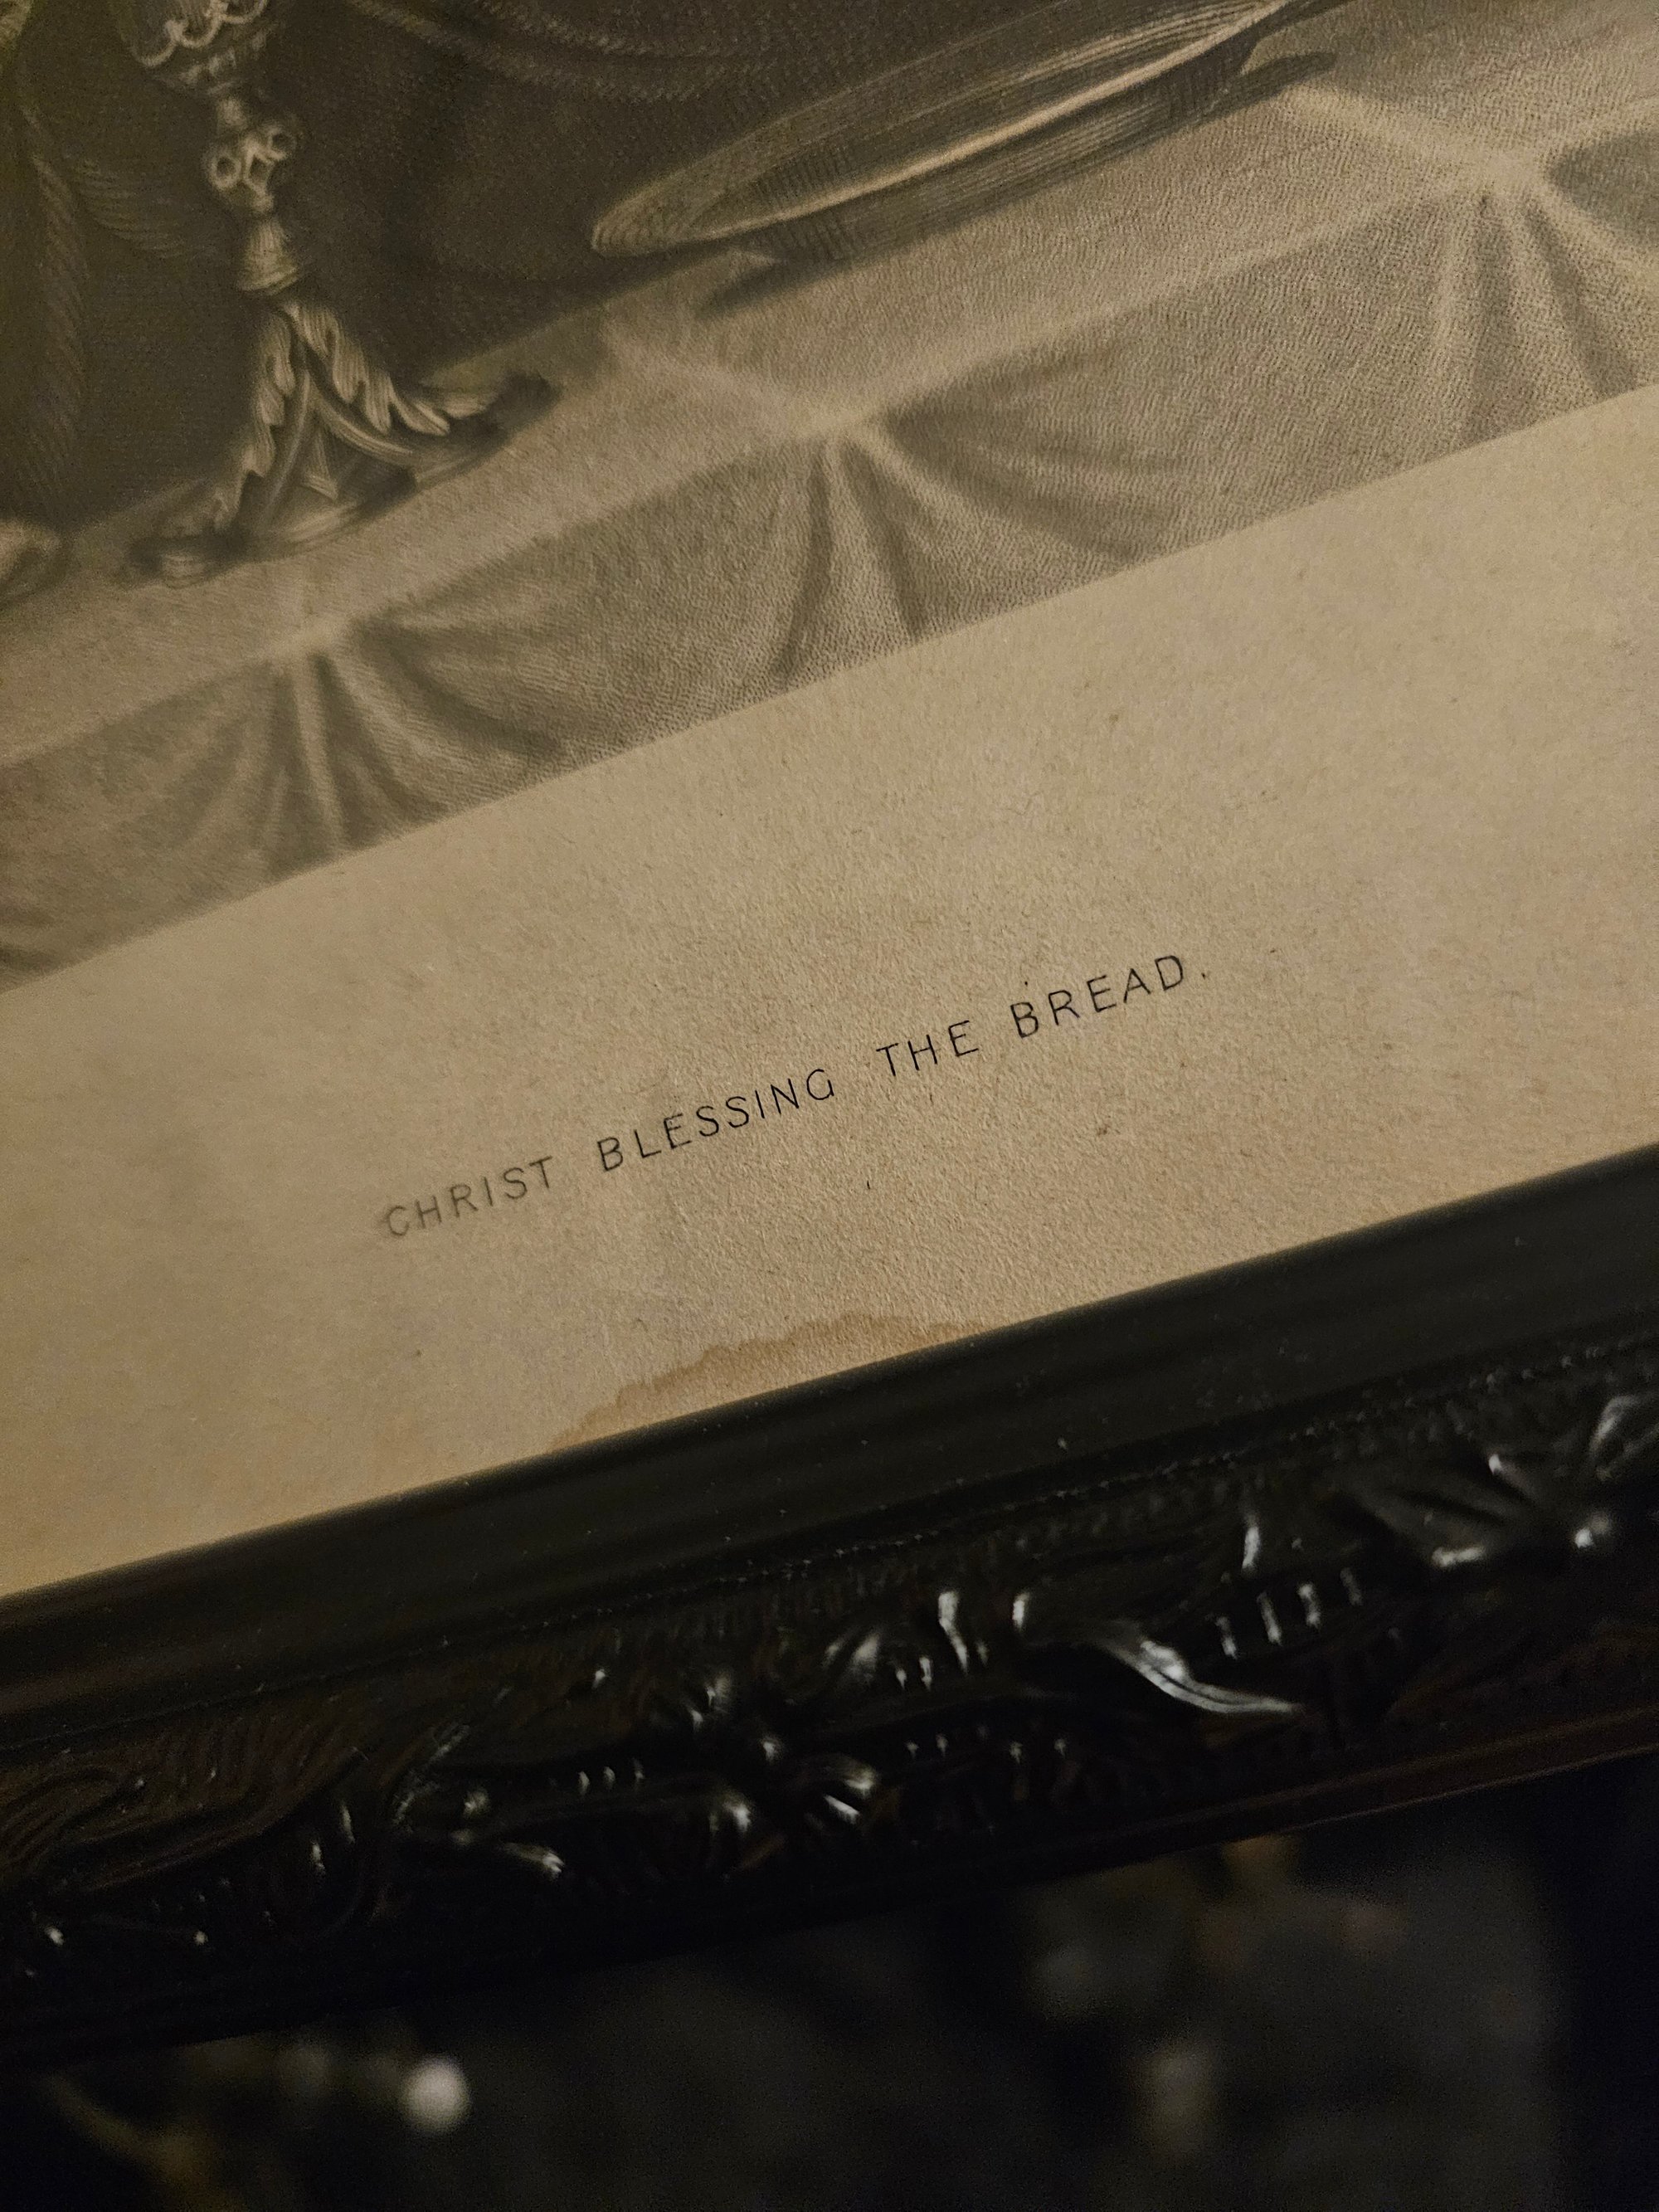 CHRIST BLESSING THE BREAD.